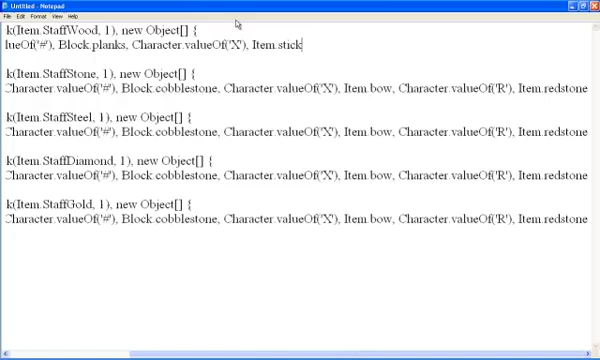 Untitled - Notepad
File Edit Format View Help
k(Item.StaffWood, 1), new Object[] {
lueOf('#'), Block.planks, Character.valueOf('X'), Item.stick
k(Item.StaffStone, 1), new Object[] {
Character.valueOf('#'), Block.cobblestone, Character.valueOf('X'), Item.bow, Character.valueOf('R'), Item.redstone
k(Item.StaffSteel, 1), new Object[] {
Character.valueOf('#'), Block.cobblestone, Character.valueOf('X'), Item.bow, Character.valueOf('R'), Item.redstone
k(Item.StaffDiamond, 1), new Object[] {
Character.valueOf('#'), Block.cobblestone, Character.valueOf('X'), Item.bow, Character.valueOf('R'), Item.redstone
k(Item.StaffGold, 1), new Object[] {
Character.valueOf('#'), Block.cobblestone, Character.valueOf('X'), Item.bow, Character.valueOf('R'), Item.redstone